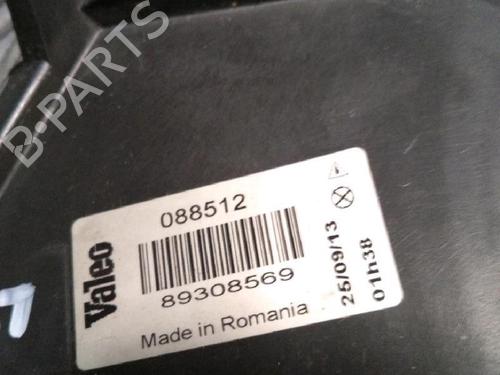 B-PARTS
Valeo
088512
89308569
Made in Romania
25/09/13
01h38